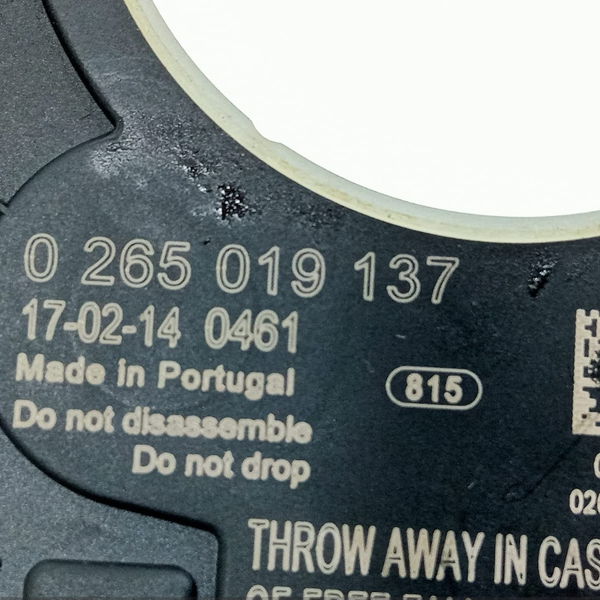 0 265 019 137
17-02-14 0461
Made in Portugal
815
Do not disassemble
Do not drop
THROW AWAY IN